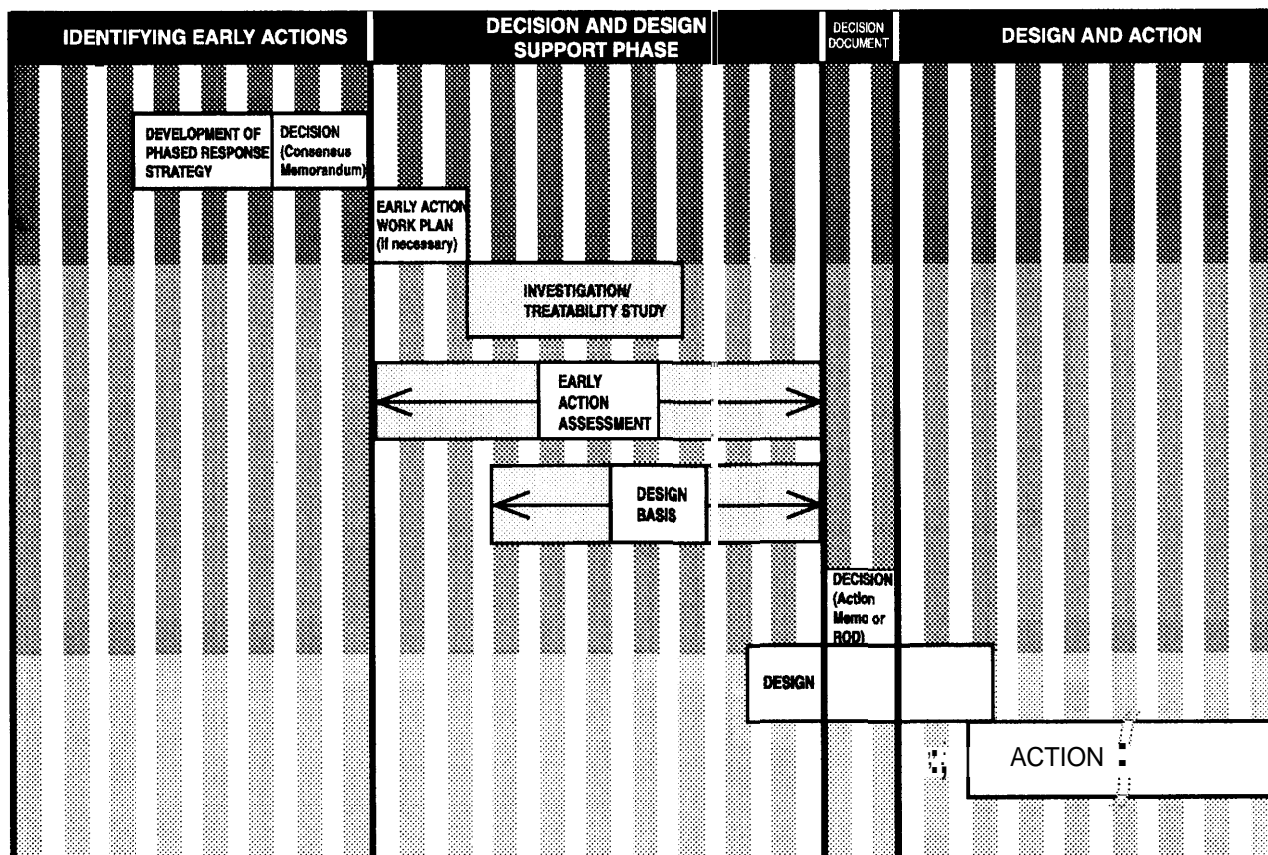 IDENTIFYING EARLY ACTIONS
DECISION AND DESIGN
SUPPORT PHASE
DECISION
DOCUMENT
DESIGN AND ACTION
DEVELOPMENT OF
PHASED RESPONSE
STRATEGY
DECISION
(Consensus
Memorandum)
EARLY ACTION
WORK PLAN
(if necessary)
INVESTIGATION/
TREATABILITY STUDY
EARLY
ACTION
ASSESSMENT
DESIGN
BASIS
DECISION
(Action
Memo or
ROD)
DESIGN
ACTION